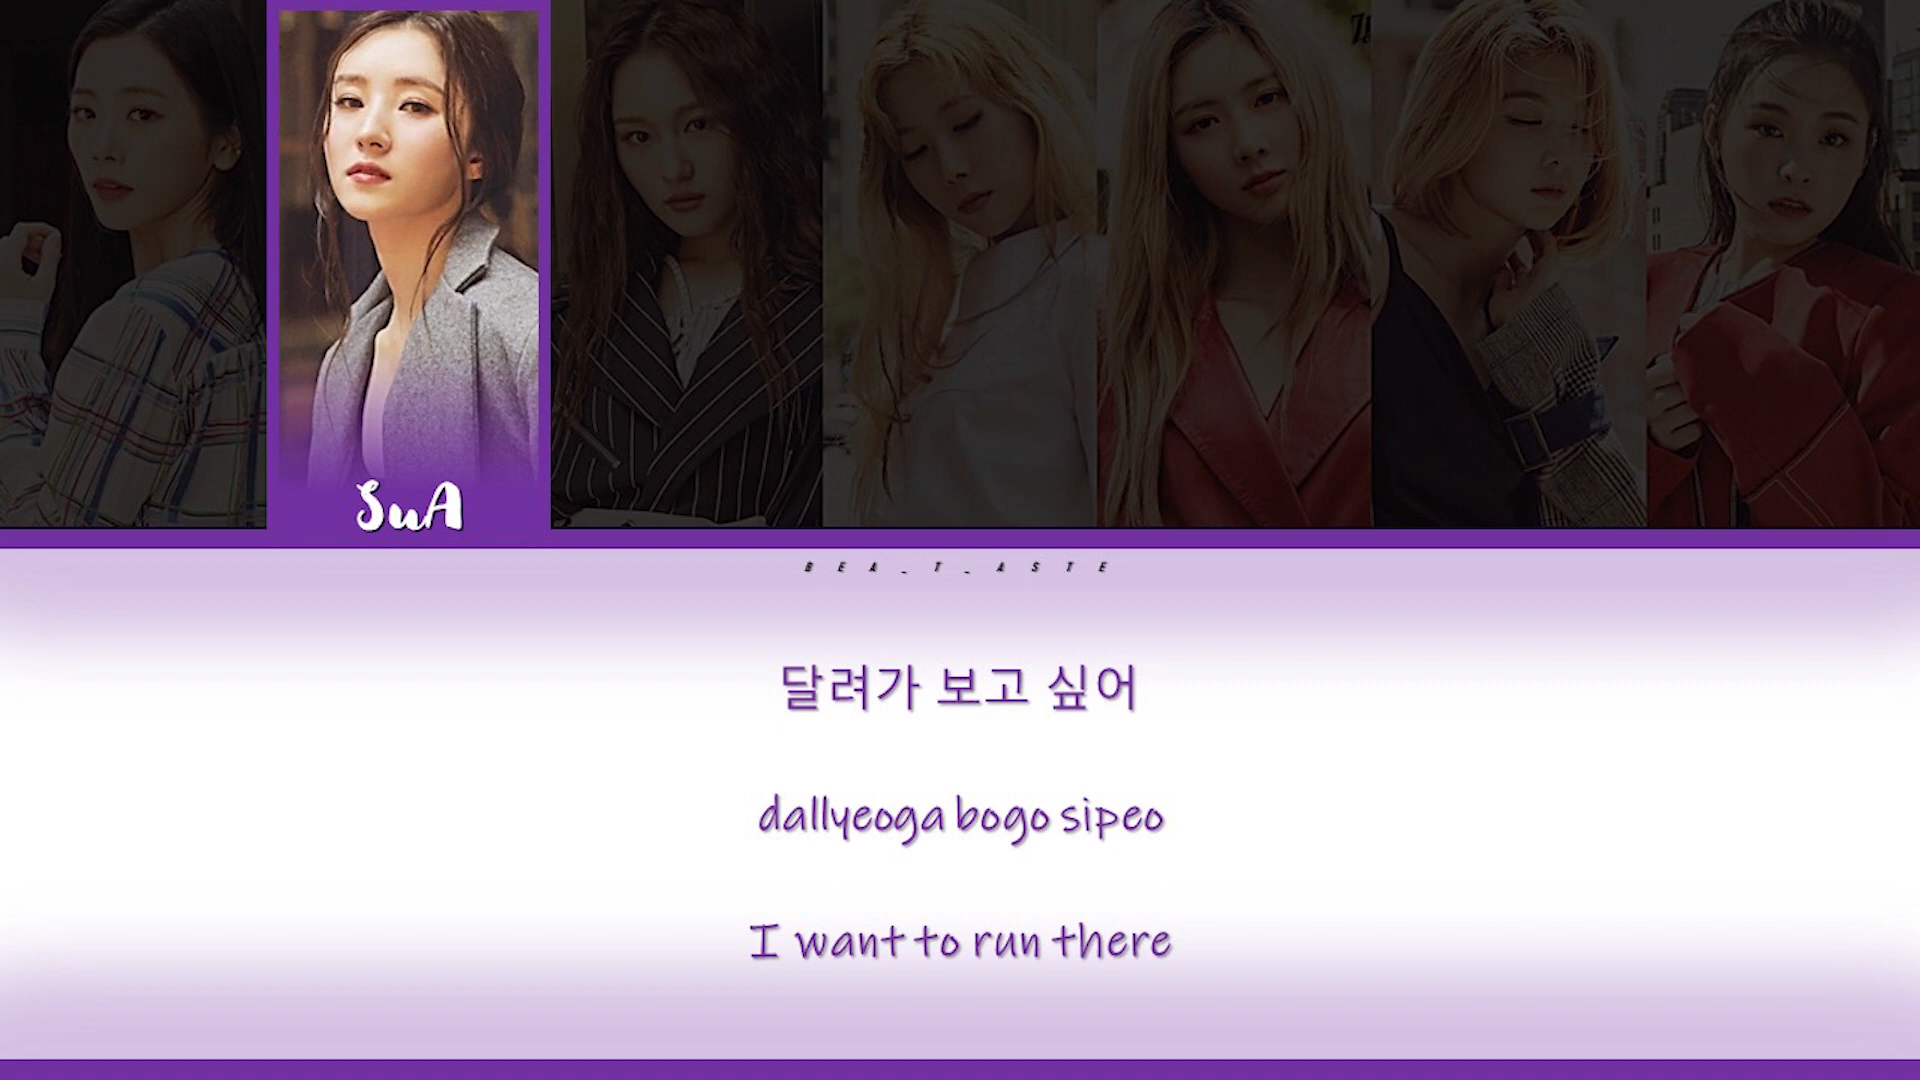 SuA
BEA_T_ASTE
달려가 보고 싶어
dallyeoga bogo sipeo
I want to run there